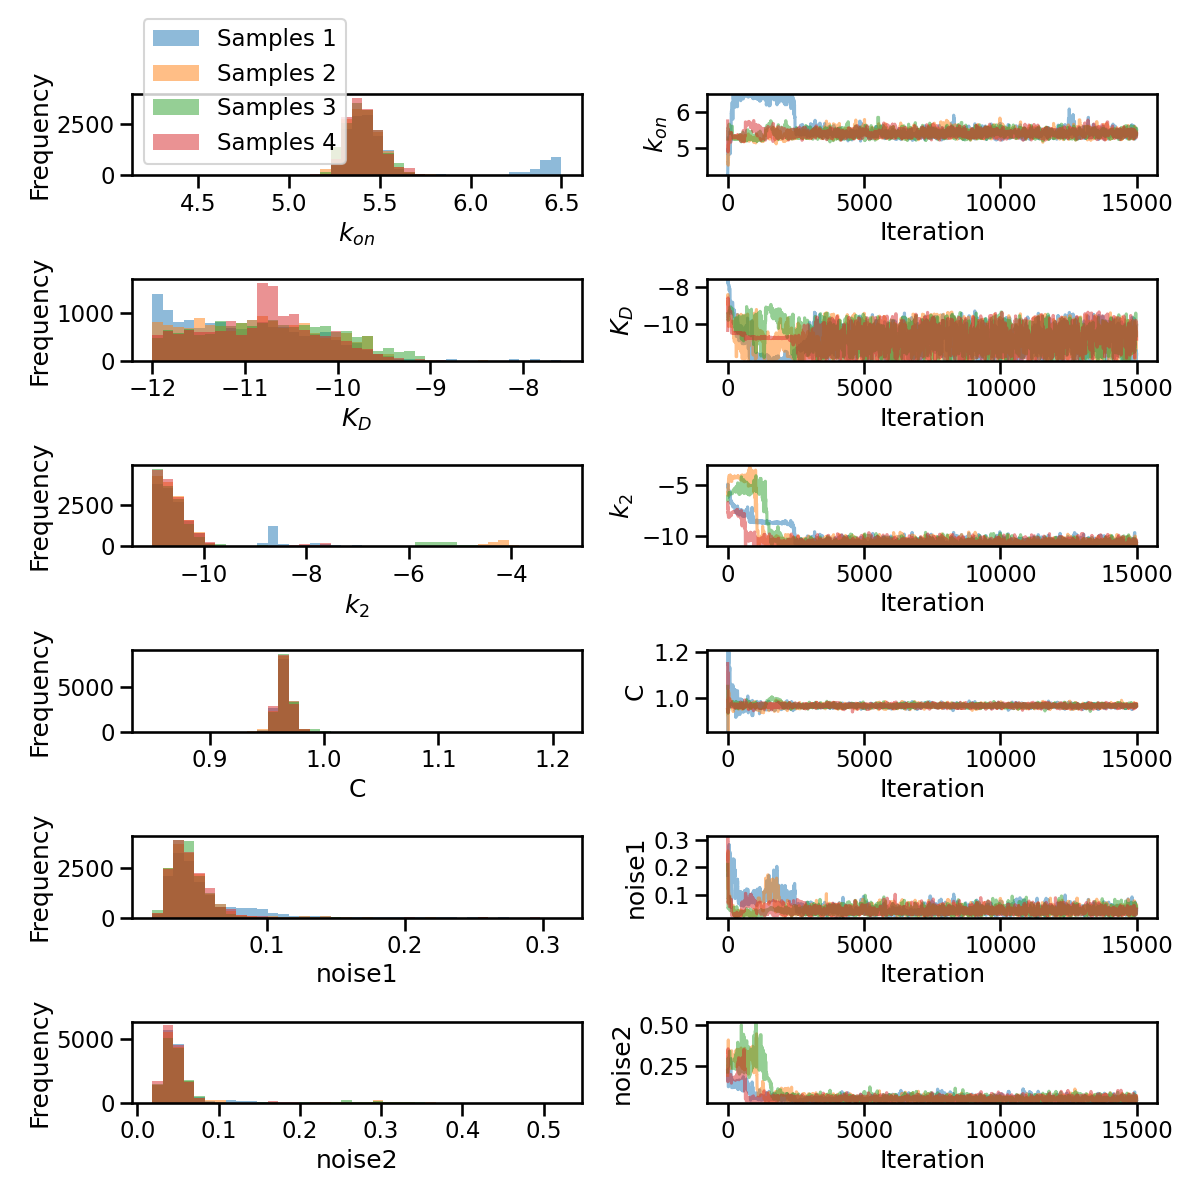 Samples 1
Samples 2
Samples 3
Samples 4
Frequency
2500
0
4.5 5.0 5.5 6.0 6.5
k_on
6
5
k_on
0 5000 10000 15000
Iteration
Frequency
1000
0
−12 −11 −10 −9 −8
K_D
−8
−10
K_D
0 5000 10000 15000
Iteration
Frequency
2500
0
−10 −8 −6 −4
k_2
−5
−10
k_2
0 5000 10000 15000
Iteration
Frequency
5000
0
0.9 1.0 1.1 1.2
C
1.2
1.0
C
0 5000 10000 15000
Iteration
Frequency
2500
0
0.1 0.2 0.3
noise1
0.3
0.2
0.1
noise1
0 5000 10000 15000
Iteration
Frequency
5000
0
0.0 0.1 0.2 0.3 0.4 0.5
noise2
0.50
0.25
noise2
0 5000 10000 15000
Iteration